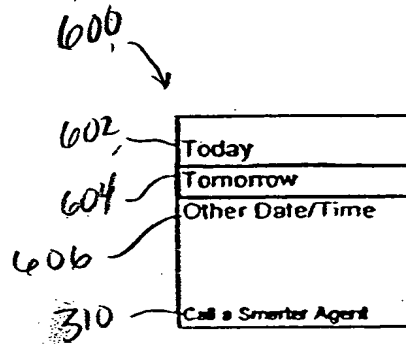 600
602 Today
604 Tomorrow
606 Other Date/Time
310 Call a Smarter Agent